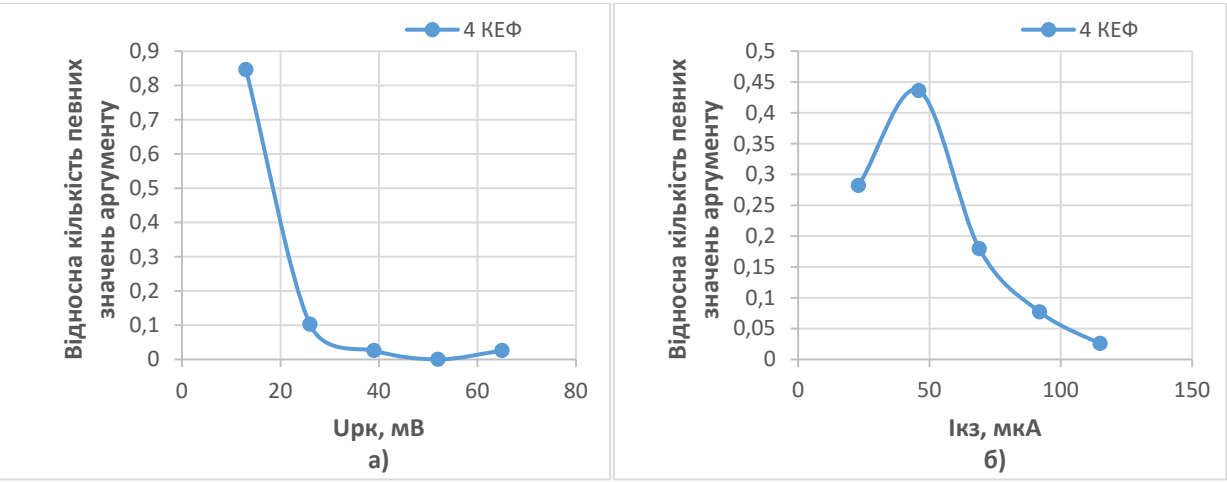 4 КЕФ
Відносна кількість певних
значень аргументу
0,9
0,8
0,7
0,6
0,5
0,4
0,3
0,2
0,1
0
0 20 40 60 80
Uрк, мВ
а)
4 КЕФ
Відносна кількість певних
значень аргументу
0,5
0,45
0,4
0,35
0,3
0,25
0,2
0,15
0,1
0,05
0
0 50 100 150
Ікз, мкА
б)